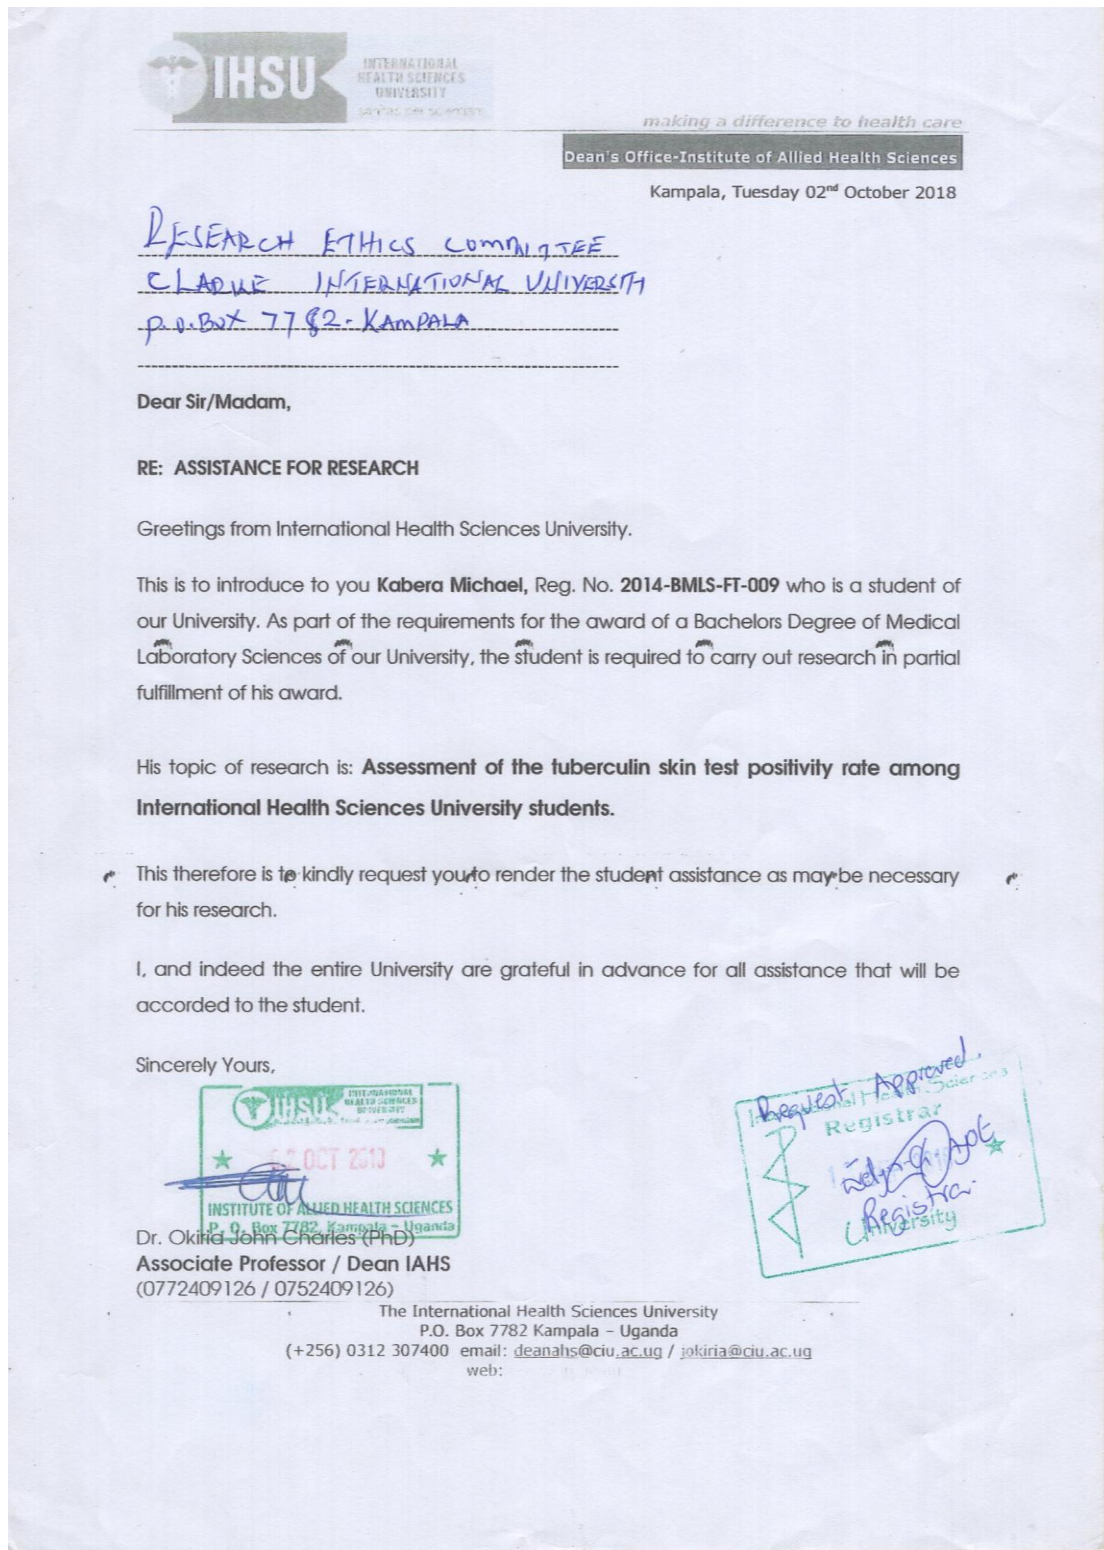 IHSU
INTERNATIONAL
HEALTH SCIENCES
UNIVERSITY
making a difference to health care
Dean's Office-Institute of Allied Health Sciences
Kampala, Tuesday 02nd October 2018
RESEARCH ETHICS COMMITTEE
CLARKE INTERNATIONAL UNIVERSITY
P.O.BOX 7782-KAMPALA
Dear Sir/Madam,
RE: ASSISTANCE FOR RESEARCH
Greetings from International Health Sciences University.
This is to introduce to you Kabera Michael, Reg. No. 2014-BMLS-FT-009 who is a student of
our University. As part of the requirements for the award of a Bachelors Degree of Medical
Laboratory Sciences of our University, the student is required to carry out research in partial
fulfillment of his award.
His topic of research is: Assessment of the tuberculin skin test positivity rate among
International Health Sciences University students.
This therefore is to kindly request you to render the student assistance as may be necessary
for his research.
I, and indeed the entire University are grateful in advance for all assistance that will be
accorded to the student.
Sincerely Yours,
IHSU
INTERNATIONAL
HEALTH SCIENCES
UNIVERSITY
OCT
INSTITUTE OF ALLIED HEALTH SCIENCES
P. O. Box 7782, Kampala - Uganda
Request Approved.
Health Sciences
Registrar
Registrar
University
Dr. Okiria John Charles (PhD)
Associate Professor / Dean IAHS
(0772409126 / 0752409126)
The International Health Sciences University
P.O. Box 7782 Kampala – Uganda
(+256) 0312 307400 email: deanahs@ciu.ac.ug / jokiria@ciu.ac.ug
web: